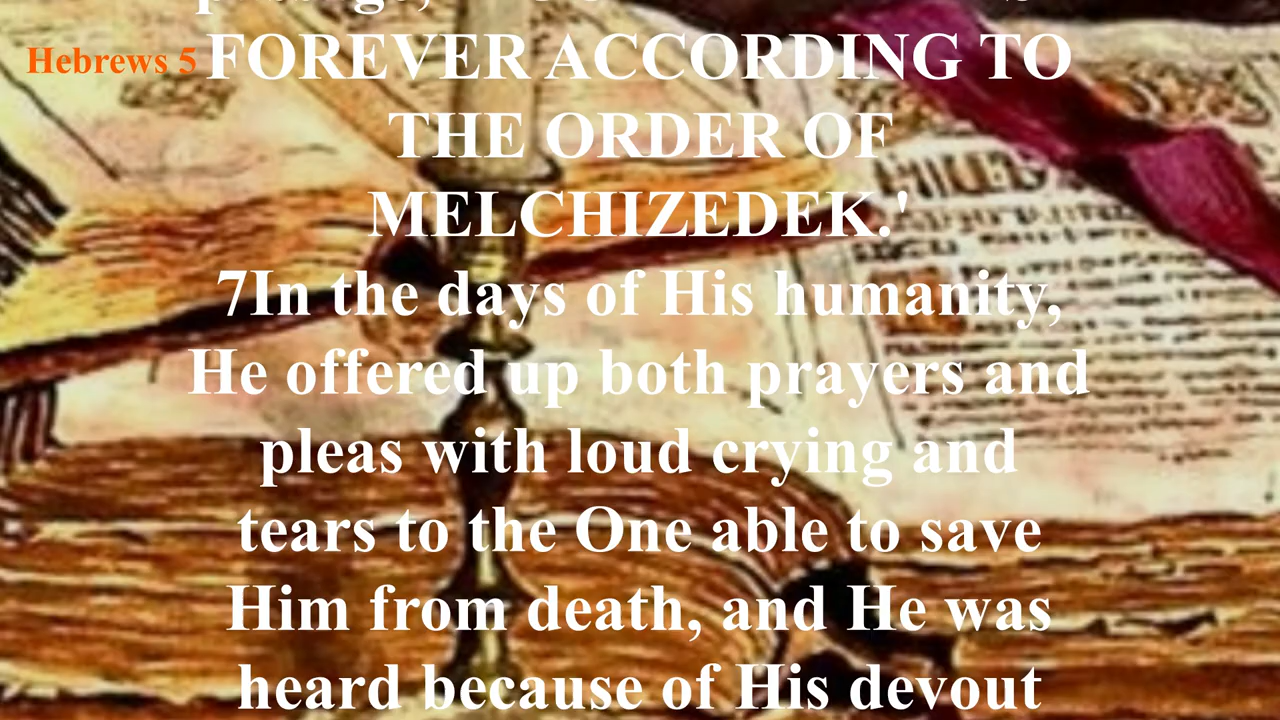 Hebrews 5
FOREVER ACCORDING TO
THE ORDER OF
MELCHIZEDEK.'
7In the days of His humanity,
He offered up both prayers and
pleas with loud crying and
tears to the One able to save
Him from death, and He was
heard because of His devout